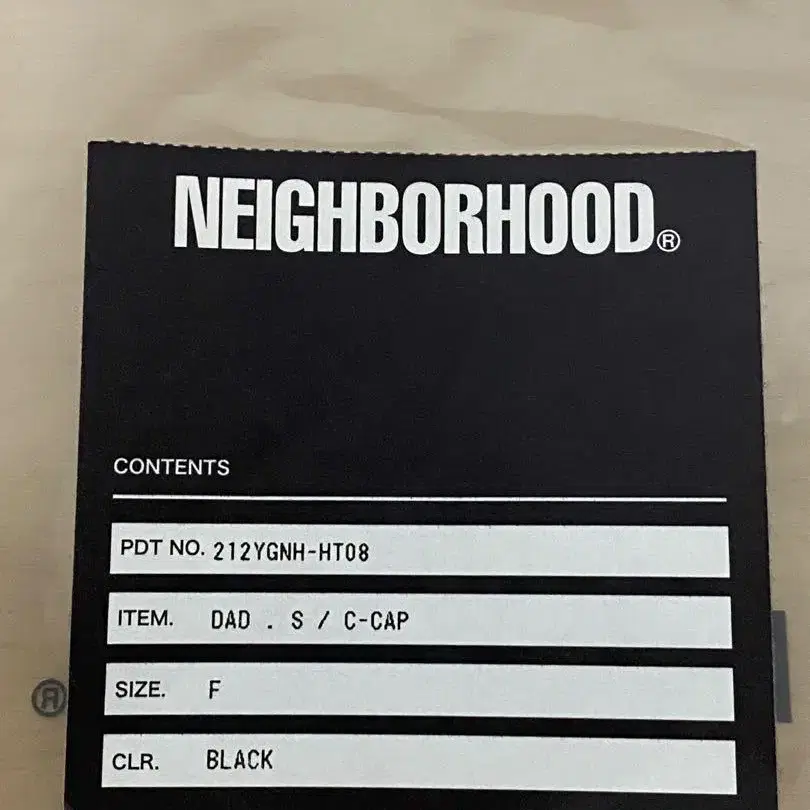 NEIGHBORHOOD®
CONTENTS
PDT NO. 212YGNH-HT08
ITEM. DAD . S / C-CAP
SIZE. F
CLR. BLACK
®